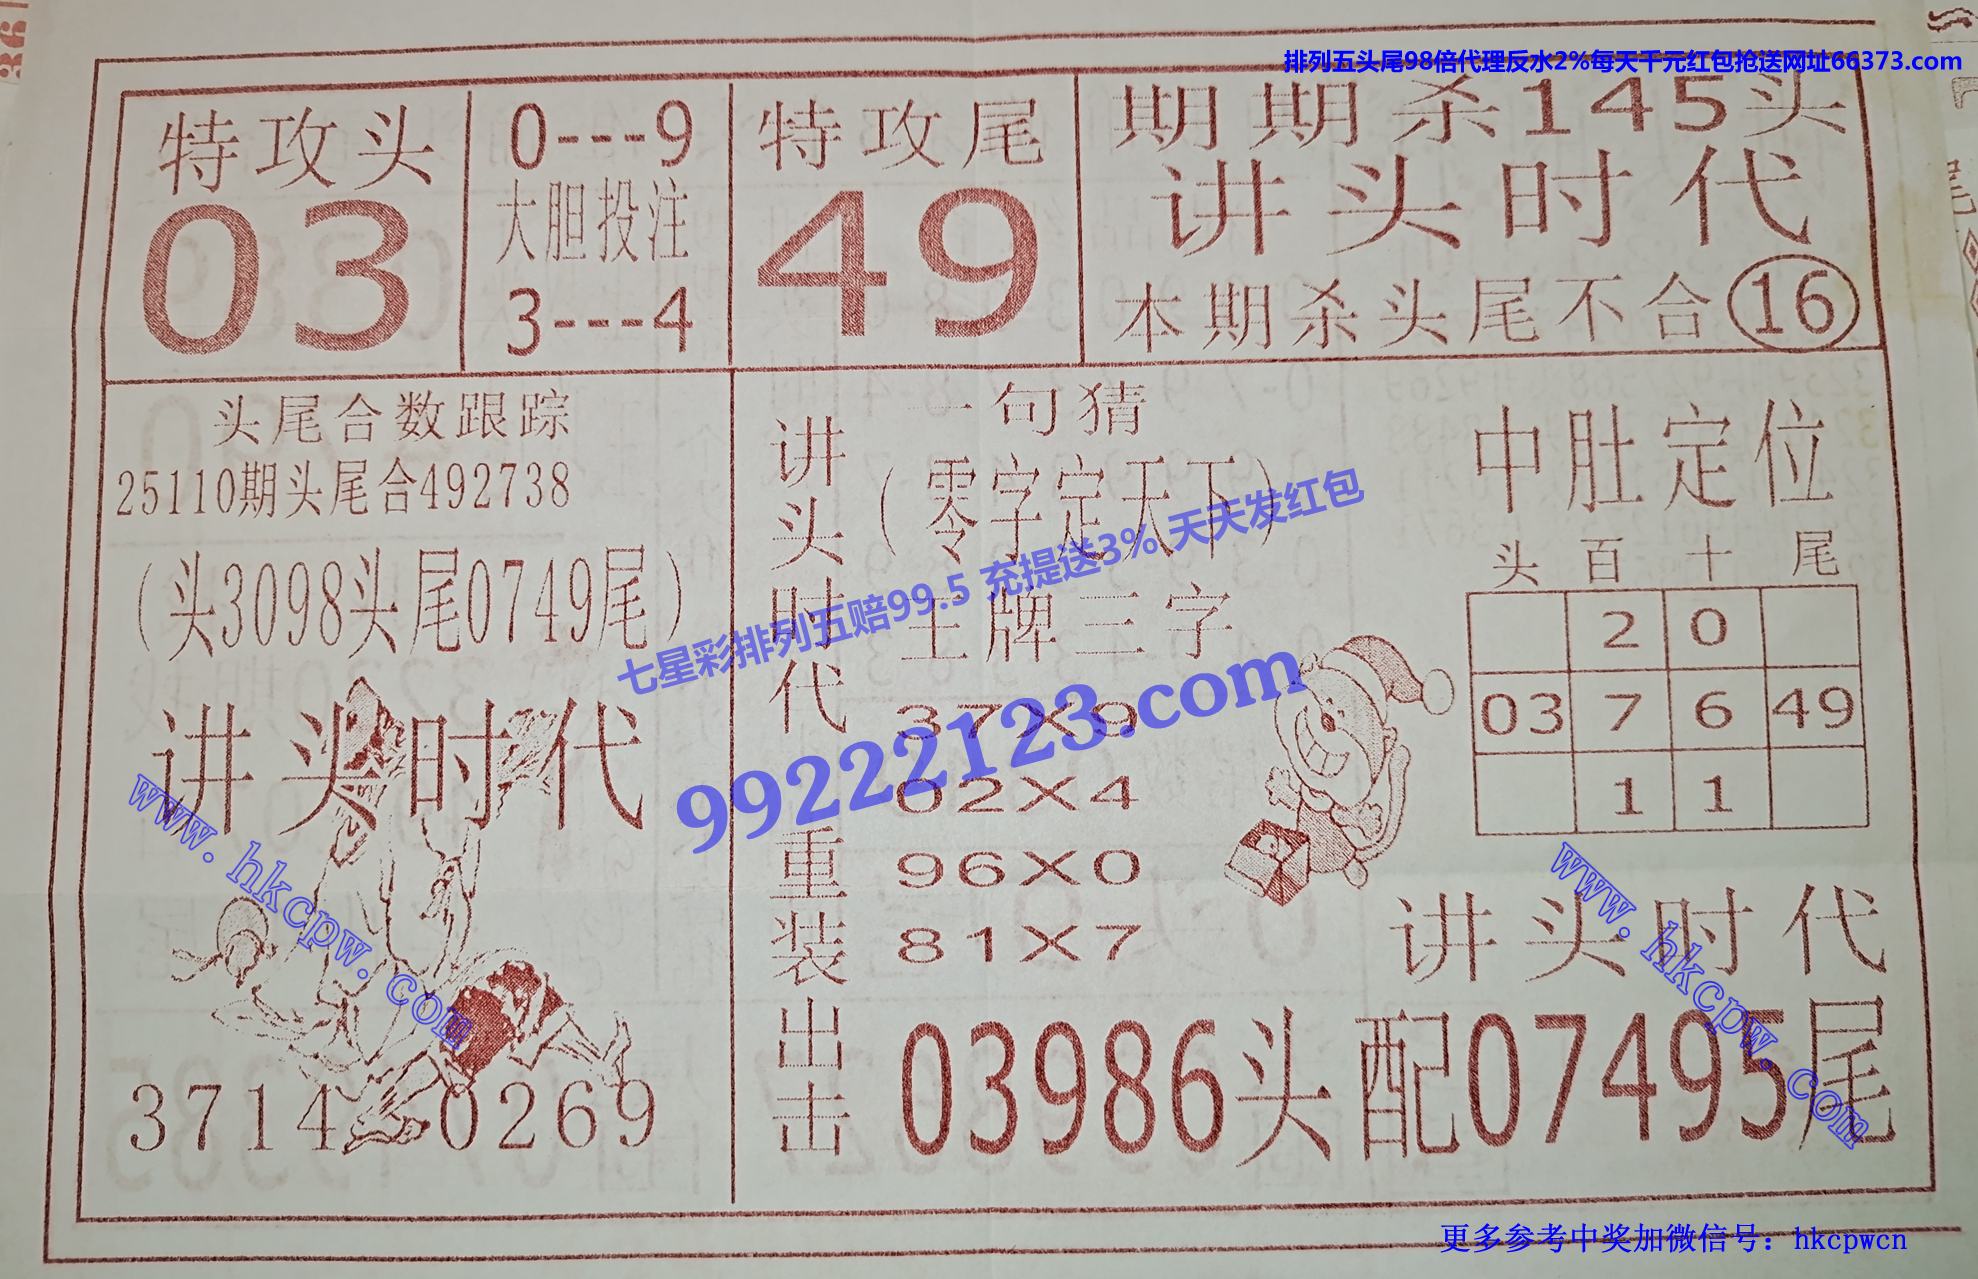 排列五头尾98倍代理反水2%每天千元红包抢送网址66373.com
特攻头
03
0---9
大胆投注
3---4
特攻尾
49
期期杀145头
讲头时代
本期杀头尾不合16
头尾合数跟踪
25110期头尾合492738
（头3098头尾0749尾）
讲头时代
3714 0269
讲头时代重装出击
一句猜
（零字定天下）
王牌三字
37X9
02X4
96X0
81X7
03986头配07495尾
中肚定位
头 百 十 尾
2 0
03 7 6 49
1 1
讲头时代
七星彩排列五赔99.5 充提送3% 天天发红包
99222123.com
www.hkcpw.com
www.hkcpw.com
更多参考中奖加微信号：hkcpwcn
36